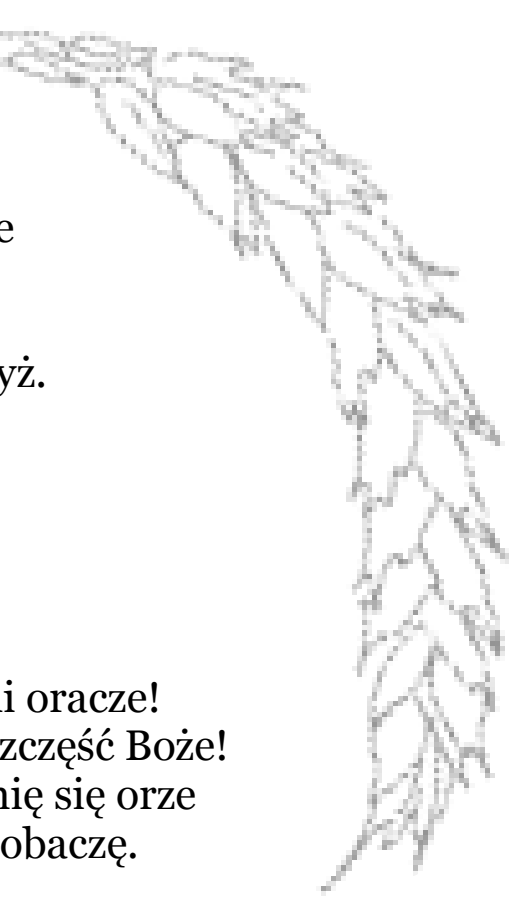 e
yż.
i oracze!
zczęść Boże!
nię się orze
obaczę.